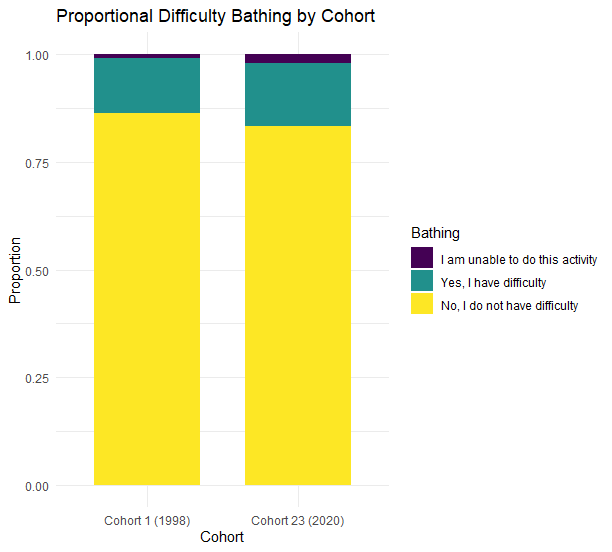 Proportional Difficulty Bathing by Cohort
Proportion
1.00
0.75
0.50
0.25
0.00
Cohort 1 (1998)
Cohort 23 (2020)
Cohort
Bathing
I am unable to do this activity
Yes, I have difficulty
No, I do not have difficulty